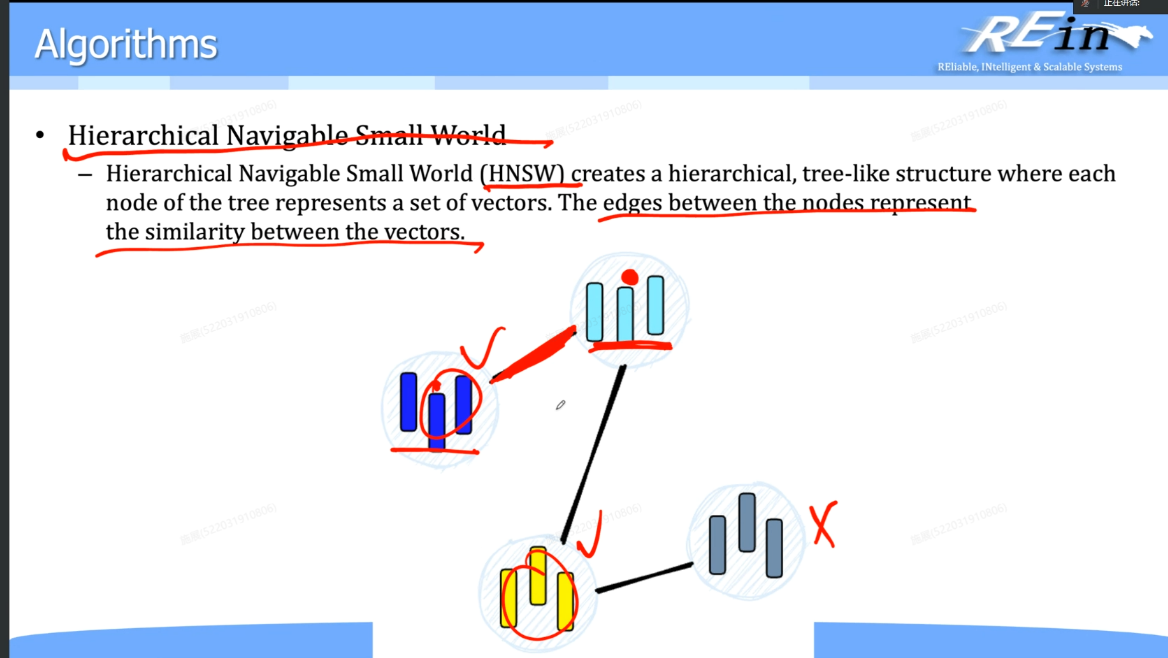 正在讲话:
Algorithms
REin
REliable, INtelligent & Scalable Systems
• Hierarchical Navigable Small World
– Hierarchical Navigable Small World (HNSW) creates a hierarchical, tree-like structure where each
node of the tree represents a set of vectors. The edges between the nodes represent
the similarity between the vectors.